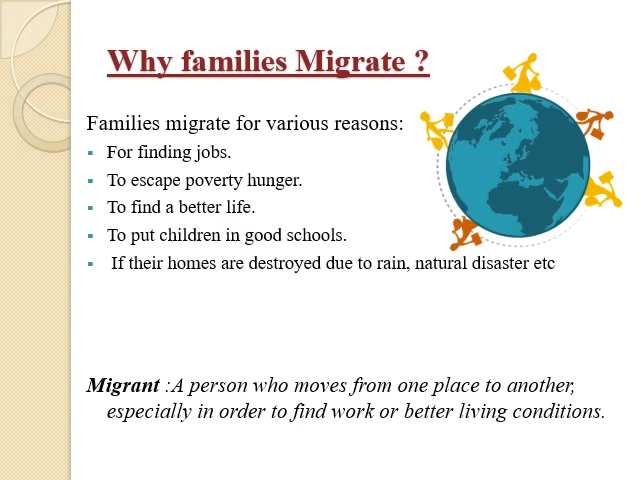 Why families Migrate ?
Families migrate for various reasons:
▪ For finding jobs.
▪ To escape poverty hunger.
▪ To find a better life.
▪ To put children in good schools.
▪ If their homes are destroyed due to rain, natural disaster etc
Migrant :A person who moves from one place to another,
especially in order to find work or better living conditions.